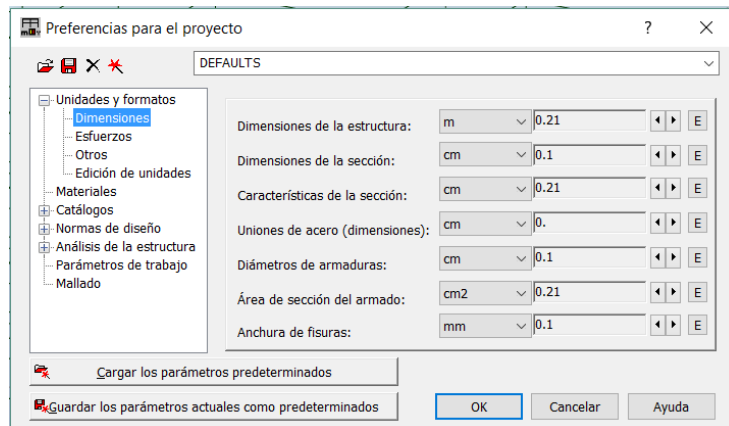 Preferencias para el proyecto ? ×
DEFAULTS
Unidades y formatos
Dimensiones
Esfuerzos
Otros
Edición de unidades
Materiales
Catálogos
Normas de diseño
Análisis de la estructura
Parámetros de trabajo
Mallado
Dimensiones de la estructura: m 0.21 E
Dimensiones de la sección: cm 0.1 E
Características de la sección: cm 0.21 E
Uniones de acero (dimensiones): cm 0. E
Diámetros de armaduras: cm 0.1 E
Área de sección del armado: cm2 0.21 E
Anchura de fisuras: mm 0.1 E
Cargar los parámetros predeterminados
Guardar los parámetros actuales como predeterminados
OK Cancelar Ayuda